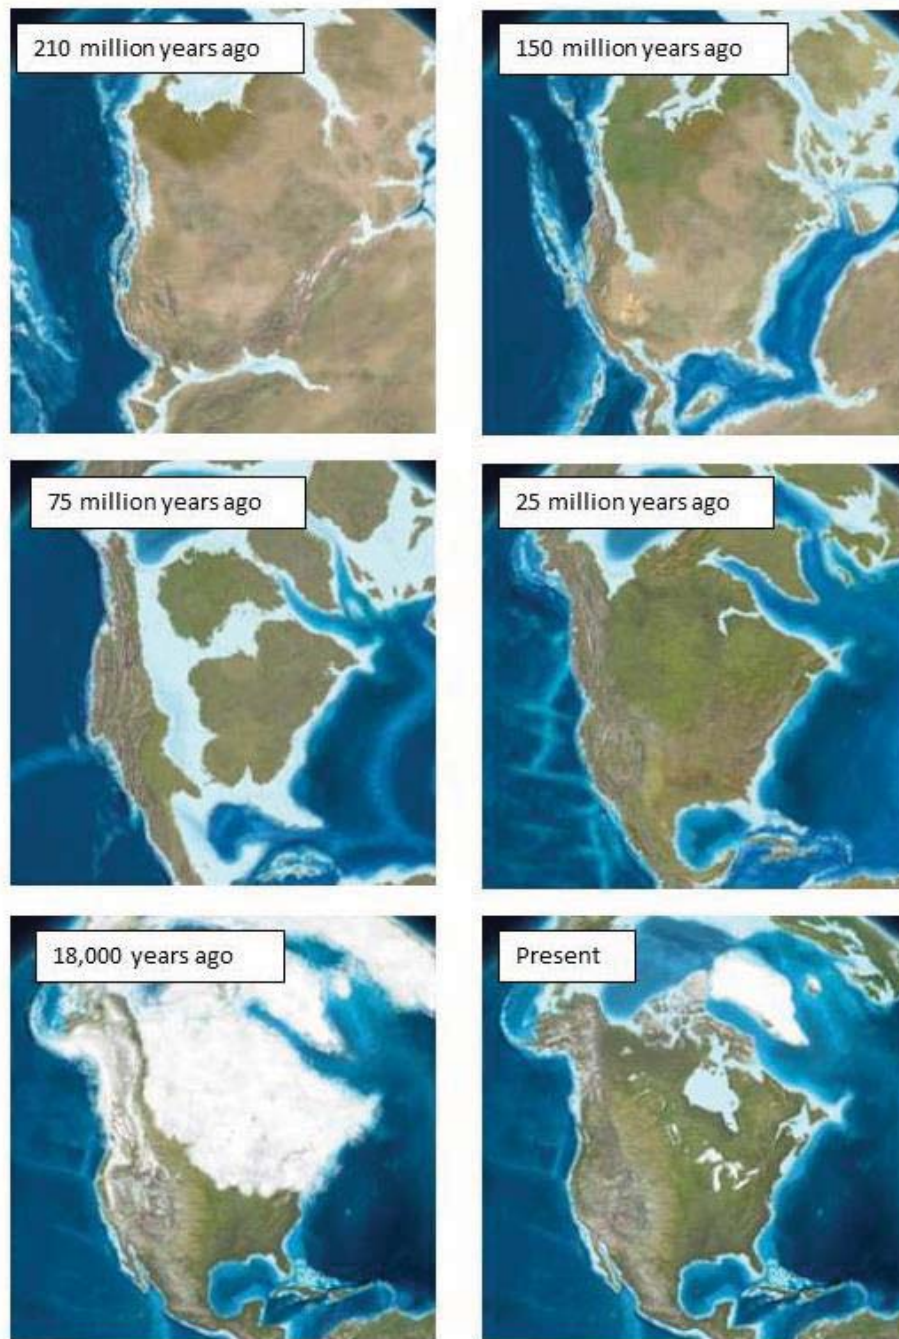 210 million years ago
150 million years ago
75 million years ago
25 million years ago
18,000 years ago
Present